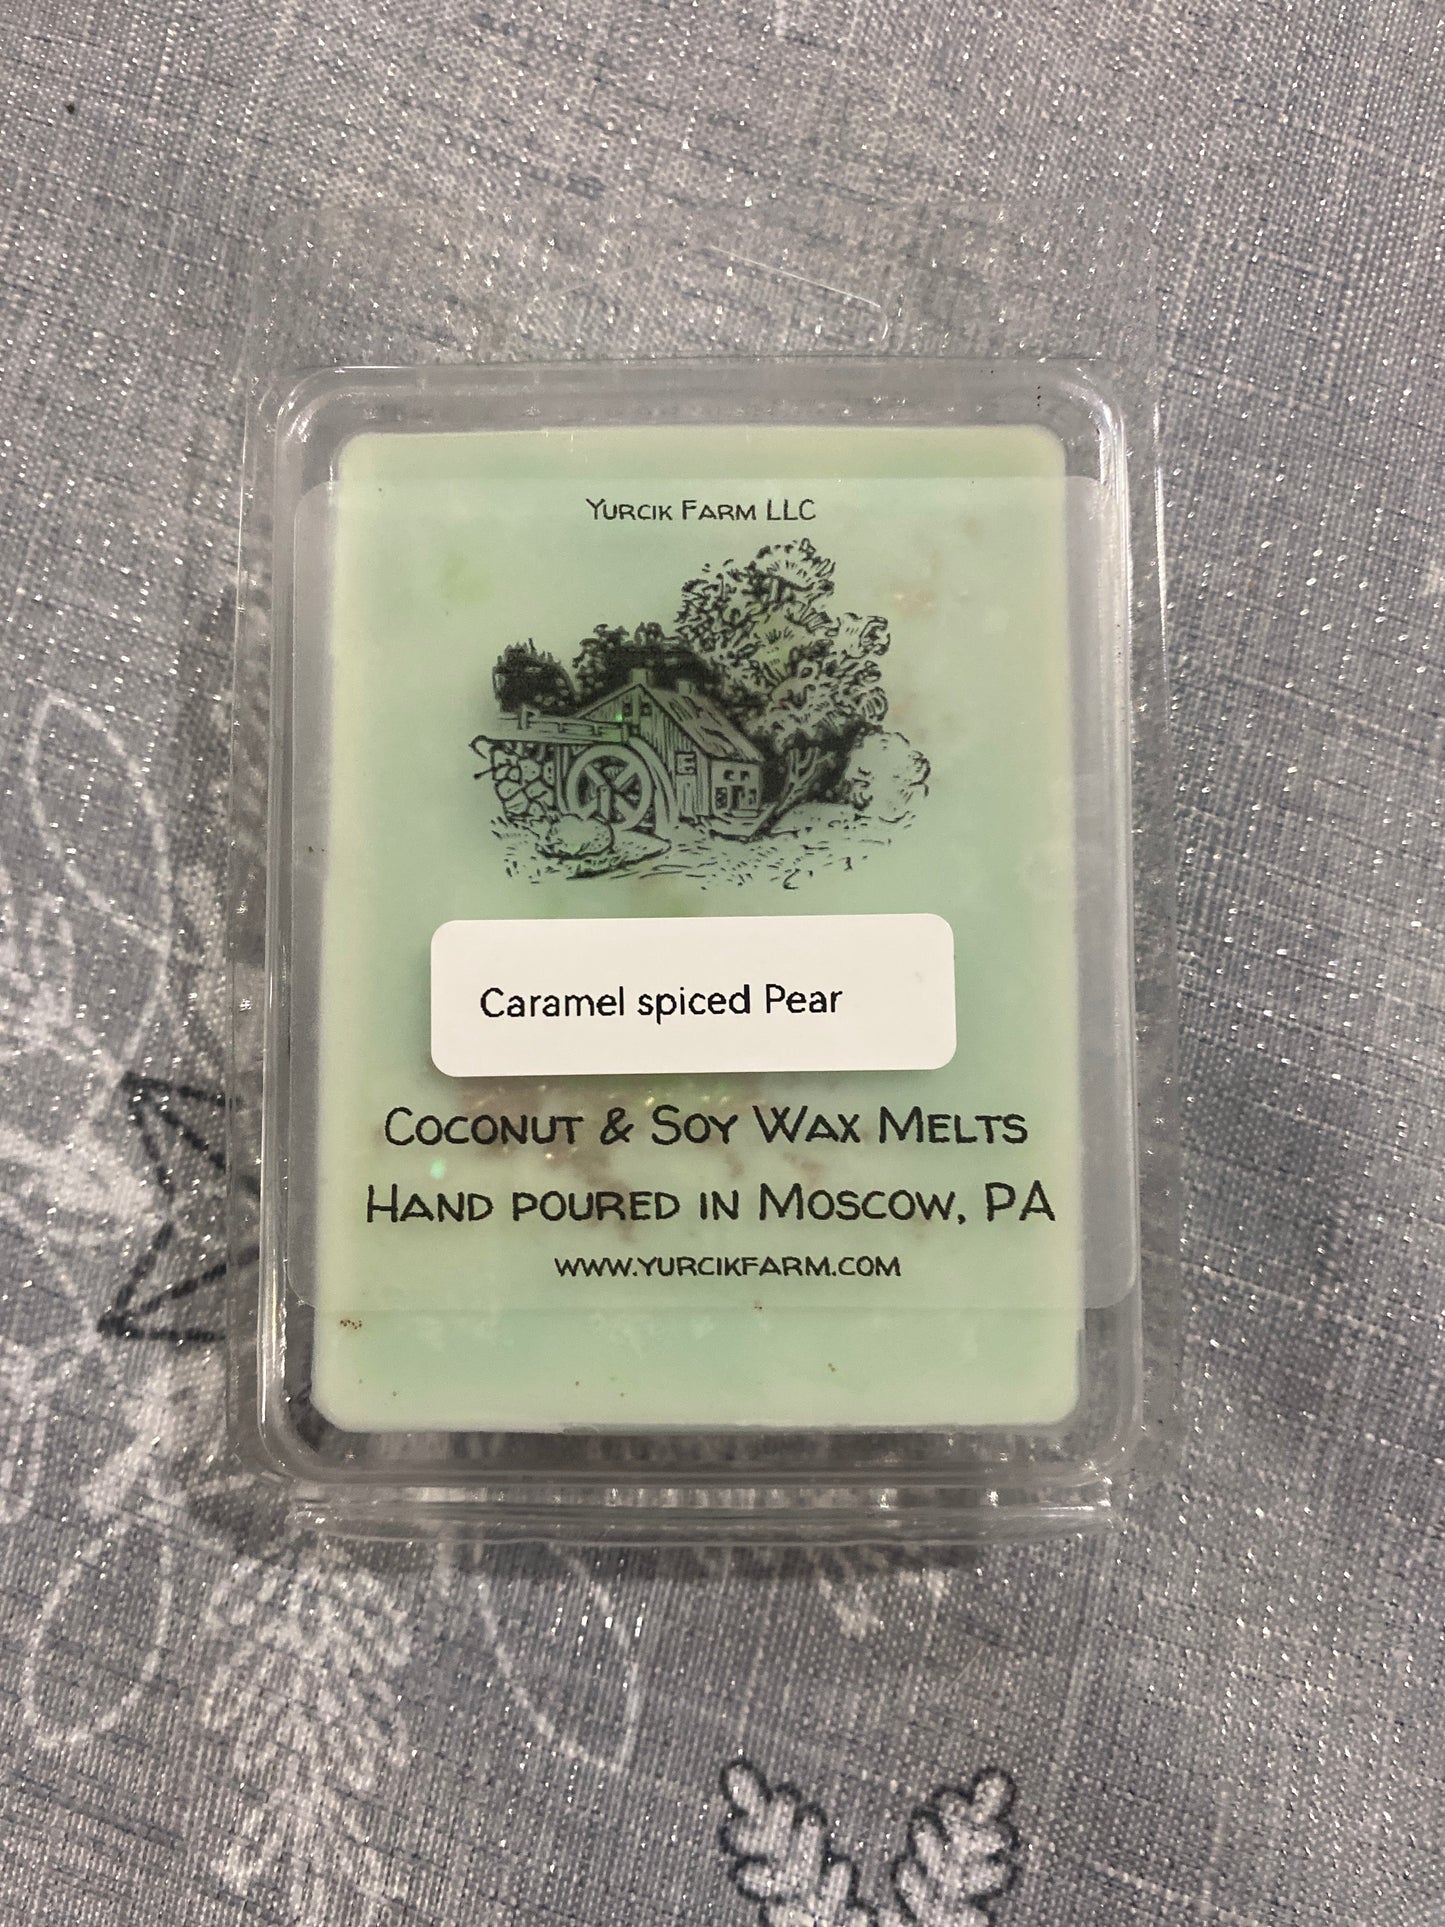 Yurcik Farm LLC
Caramel spiced Pear
Coconut & Soy Wax Melts
Hand poured in Moscow, PA
www.yurcikfarm.com